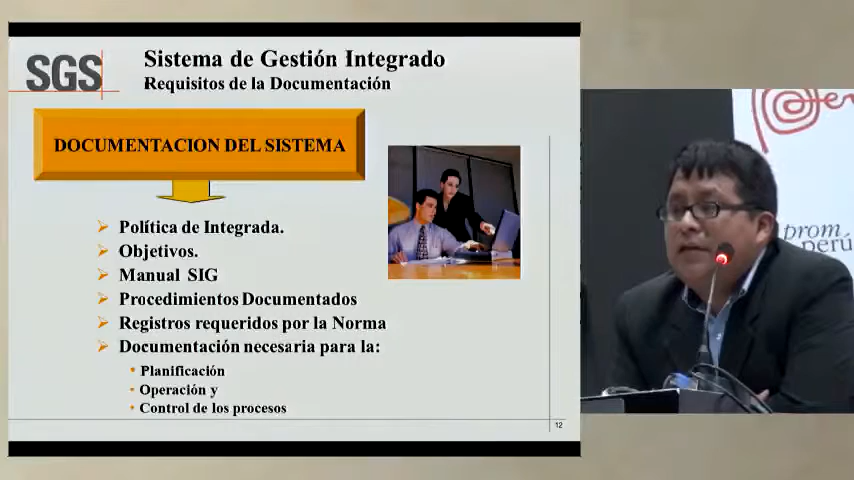 SGS
Sistema de Gestión Integrado
Requisitos de la Documentación
DOCUMENTACION DEL SISTEMA
Política de Integrada.
Objetivos.
Manual SIG
Procedimientos Documentados
Registros requeridos por la Norma
Documentación necesaria para la:
Planificación
Operación y
Control de los procesos
12
prom
perú